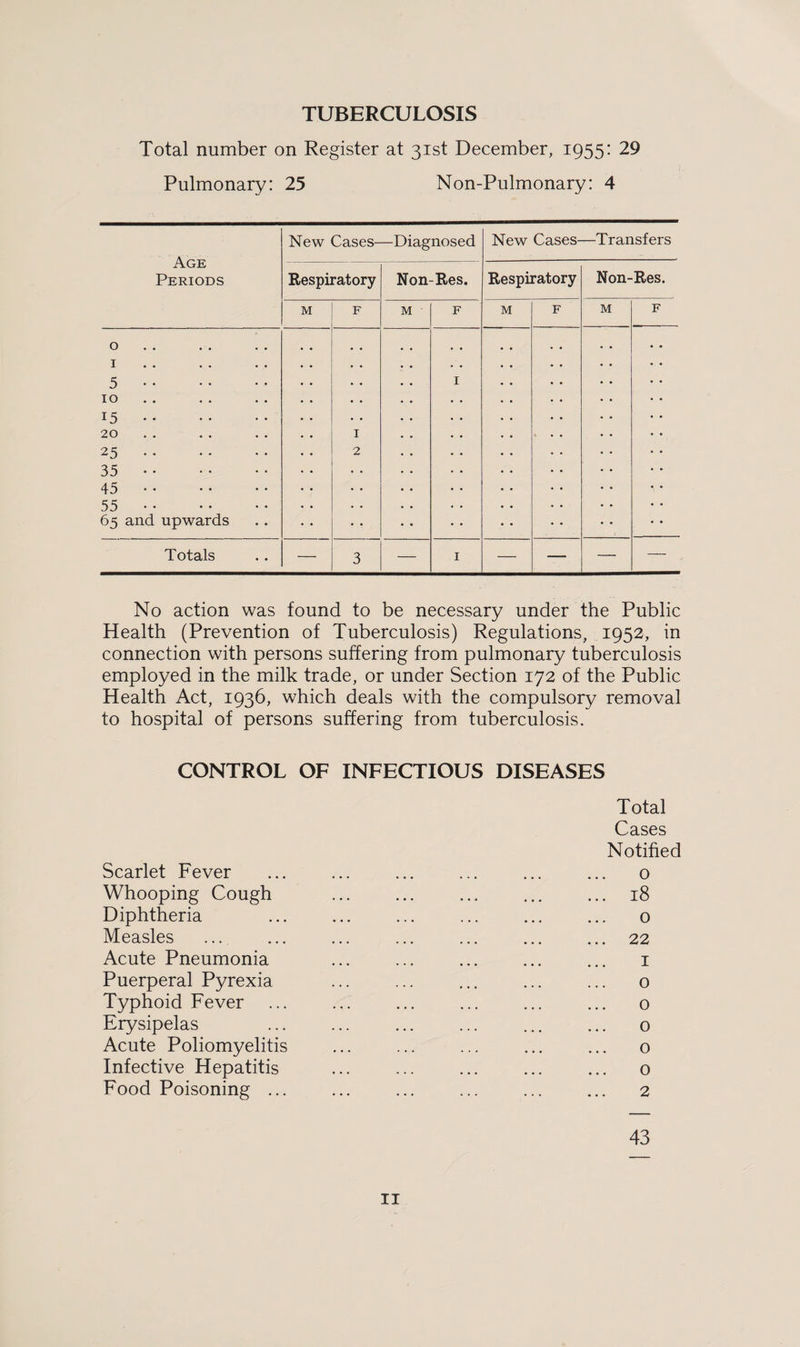 TUBERCULOSIS
Total number on Register at 31st December, 1955: 29
Pulmonary: 25 Non-Pulmonary: 4
Age Periods New Cases—Diagnosed New Cases—Transfers
Respiratory Non-Res. Respiratory Non-Res.
M F M F M F M F
0 .. .. .. .. .. .. .. .. .. .. ..
1 .. .. .. .. .. .. .. .. .. .. ..
5 .. .. .. .. .. .. 1 .. .. .. ..
10 .. .. .. .. .. .. .. .. .. .. ..
15 .. .. .. .. .. .. .. .. .. .. ..
20 .. .. .. .. 1 .. .. .. .. .. ..
25 .. .. .. .. 2 .. .. .. .. .. ..
35 .. .. .. .. .. .. .. .. .. .. ..
45 .. .. .. .. .. .. .. .. .. .. ..
55 .. .. .. .. .. .. .. .. .. .. ..
65 and upwards .. .. .. .. .. .. .. .. ..
Totals .. — 3 — 1 — — — —
No action was found to be necessary under the Public
Health (Prevention of Tuberculosis) Regulations, 1952, in
connection with persons suffering from pulmonary tuberculosis
employed in the milk trade, or under Section 172 of the Public
Health Act, 1936, which deals with the compulsory removal
to hospital of persons suffering from tuberculosis.
CONTROL OF INFECTIOUS DISEASES
Total
Cases
Notified
Scarlet Fever ... ... ... ... ... ... 0
Whooping Cough ... ... ... ... ... 18
Diphtheria ... ... ... ... ... ... 0
Measles ... ... ... ... ... ... ... 22
Acute Pneumonia ... ... ... ... ... 1
Puerperal Pyrexia ... ... ... ... ... 0
Typhoid Fever ... ... ... ... ... ... 0
Erysipelas ... ... ... ... ... ... 0
Acute Poliomyelitis ... ... ... ... ... 0
Infective Hepatitis ... ... ... ... ... 0
Food Poisoning ... ... ... ... ... ... 2
43
11